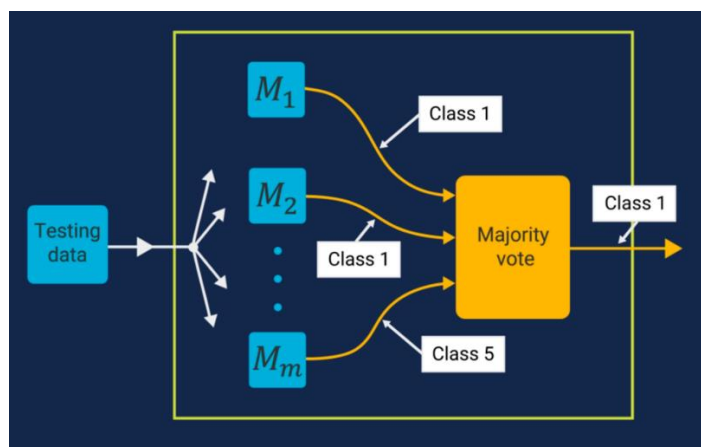 M₁
Class 1
M₂
Testing
data
Class 1
Majority
vote
Class 1
Class 5
Mₘ